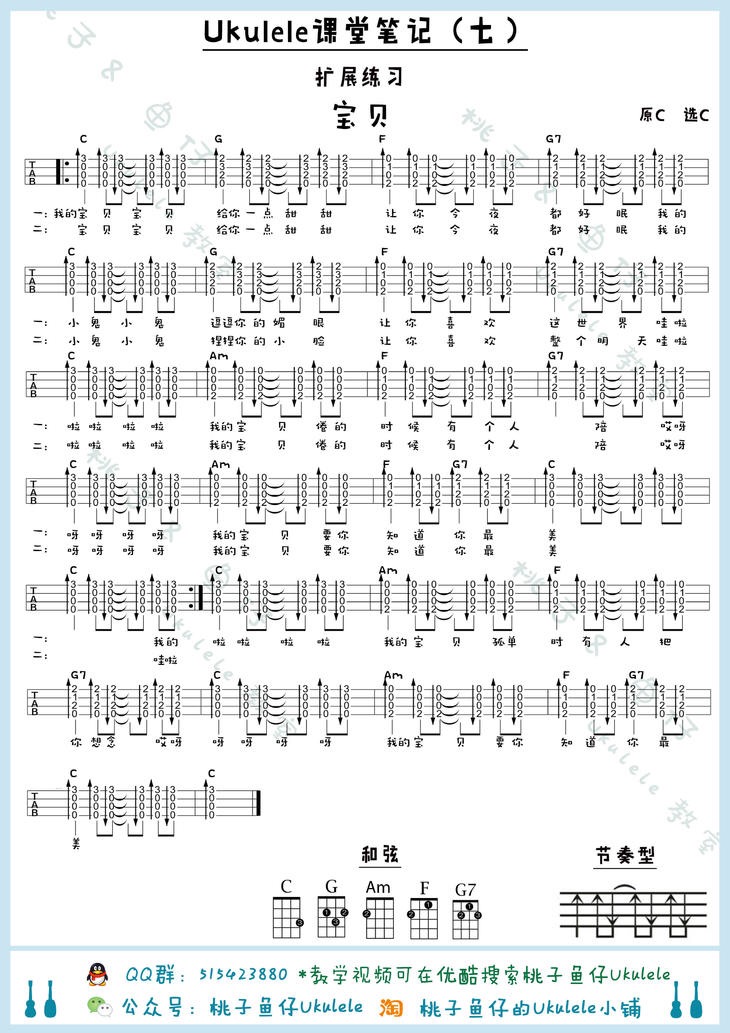 Ukulele课堂笔记（七）
扩展练习
宝贝
原C 选C
C G F G7
一：我的宝贝宝贝 给你一点甜甜 让你今夜 都好眠 我的
二： 宝贝宝贝 给你一点甜甜 让你今夜 都好眠 我的
C G F G7
一：小鬼小鬼 逗逗你的媚眼 让你喜欢 这世界 哇啦
二：小鬼小鬼 捏捏你的小脸 让你喜欢 整个明天 哇啦
C Am F G7
一：啦啦啦啦 我的宝贝倦的 时候有个人 陪 哎呀
二：啦啦啦啦 我的宝贝倦的 时候有个人 陪 哎呀
C Am F G7 C
一：呀呀呀呀 我的宝贝要你 知道你最 美
二：呀呀呀呀 我的宝贝要你 知道你最 美
C C Am F
一： 我的 啦啦啦啦 我的宝贝孤单 时有人把
二： 哇啦
G7 C Am F G7
你想念 哎呀 呀呀呀呀 我的宝贝要你 知道你最
C C
美
和弦 节奏型
C G Am F G7
QQ群：515423880 *教学视频可在优酷搜索桃子鱼仔Ukulele
公众号：桃子鱼仔Ukulele 淘 桃子鱼仔的Ukulele小铺